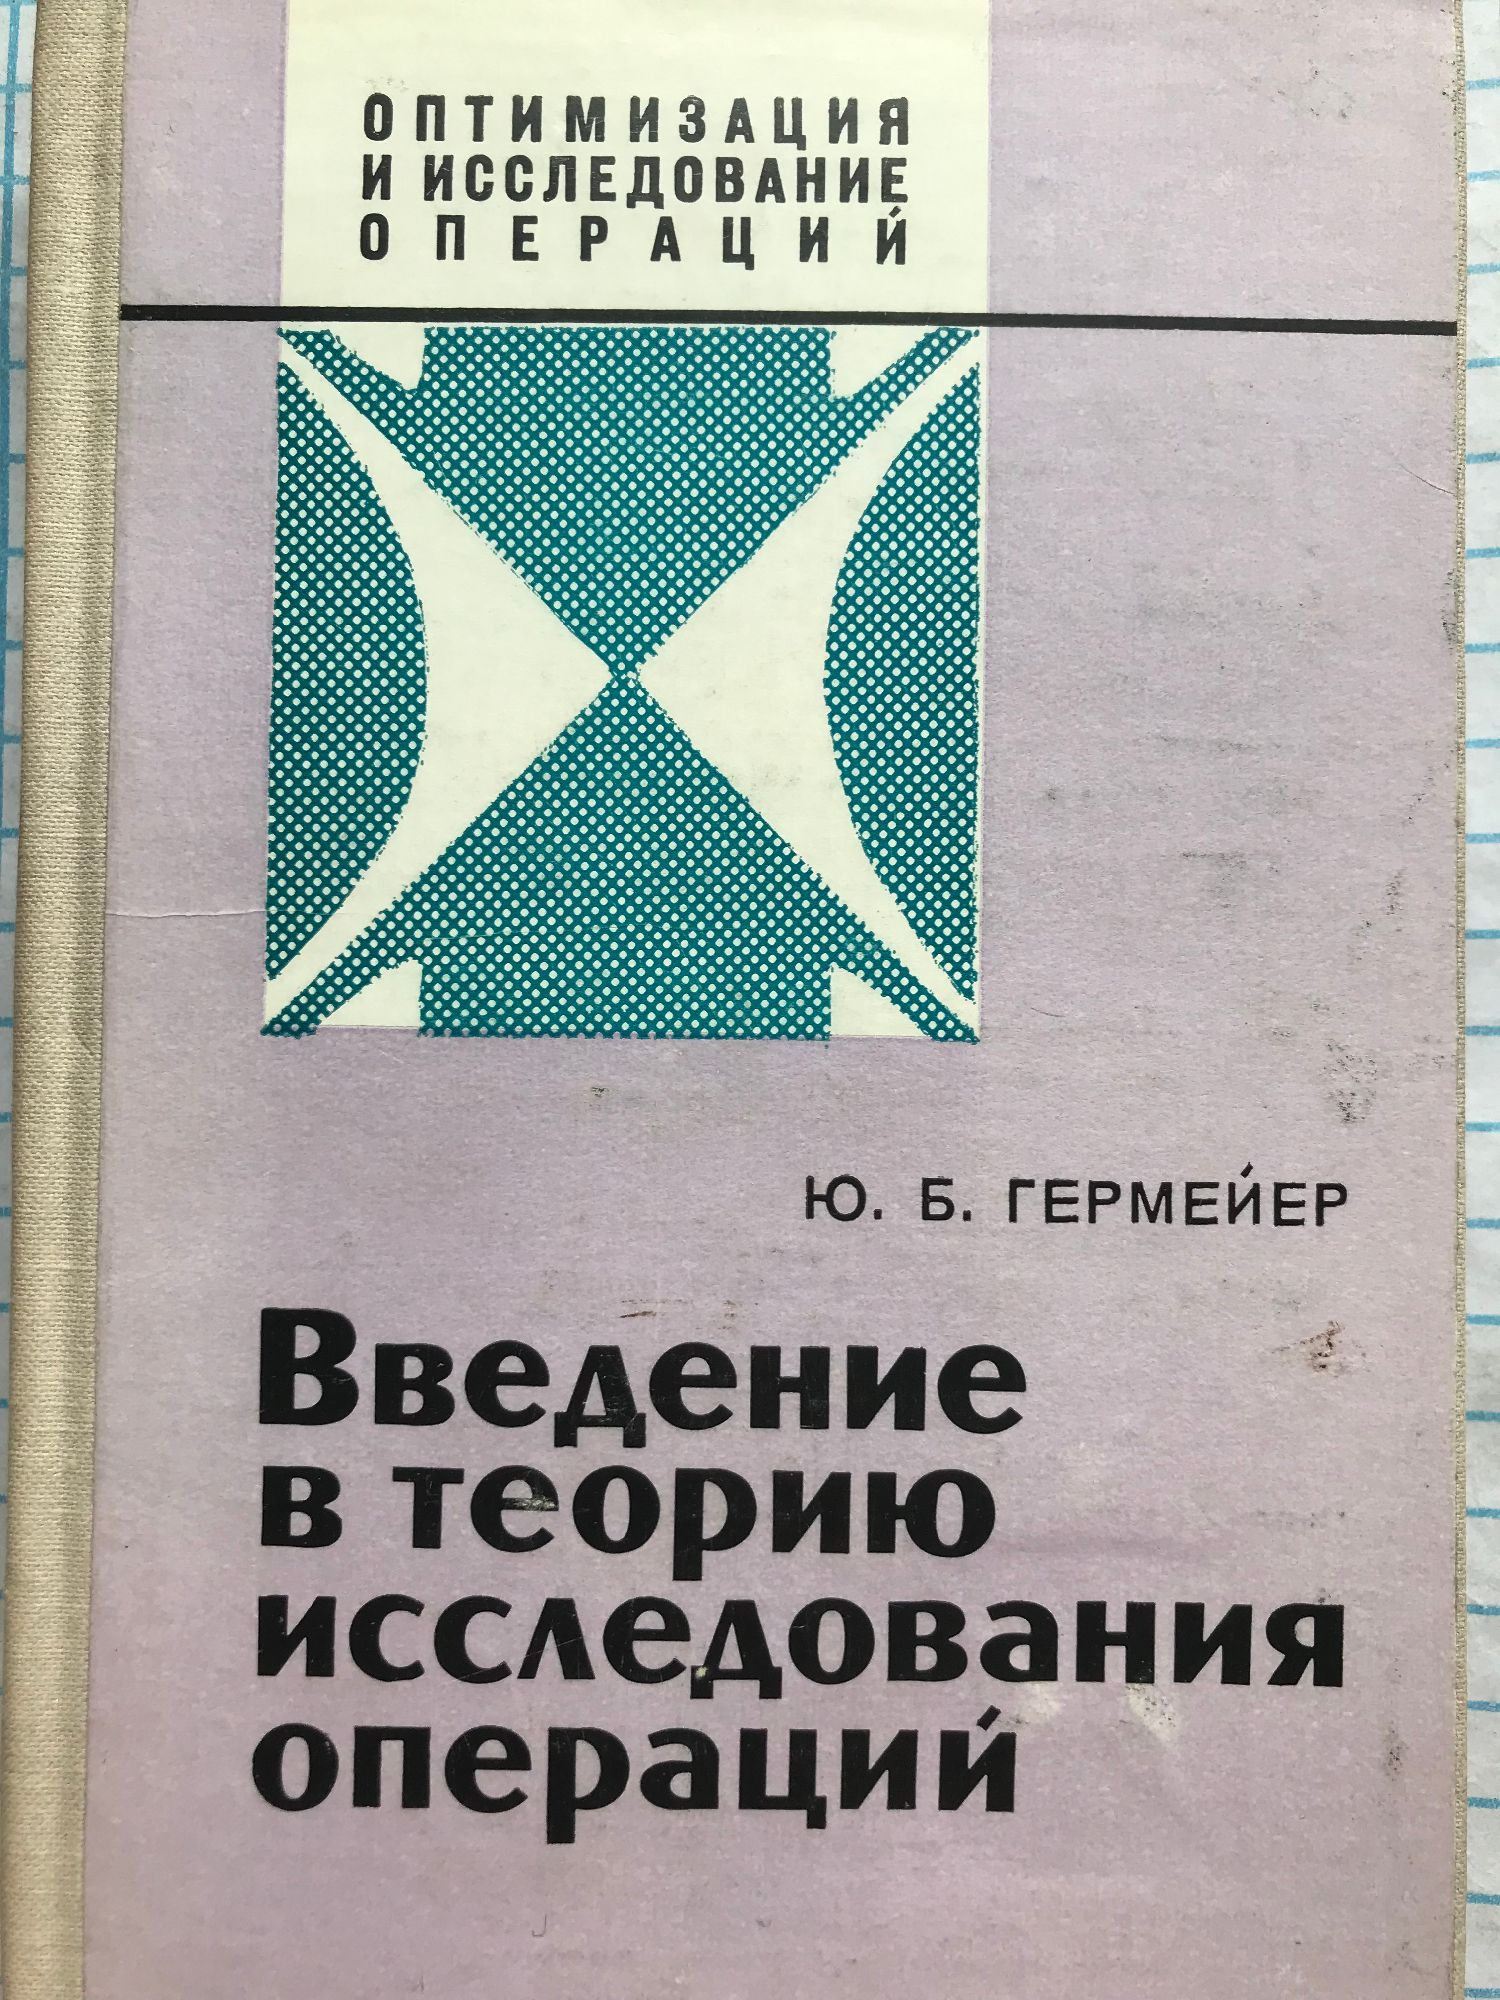 ОПТИМИЗАЦИЯ
И ИССЛЕДОВАНИЕ
ОПЕРАЦИЙ
Ю. Б. ГЕРМЕЙЕР
Введение
в теорию
исследования
операций